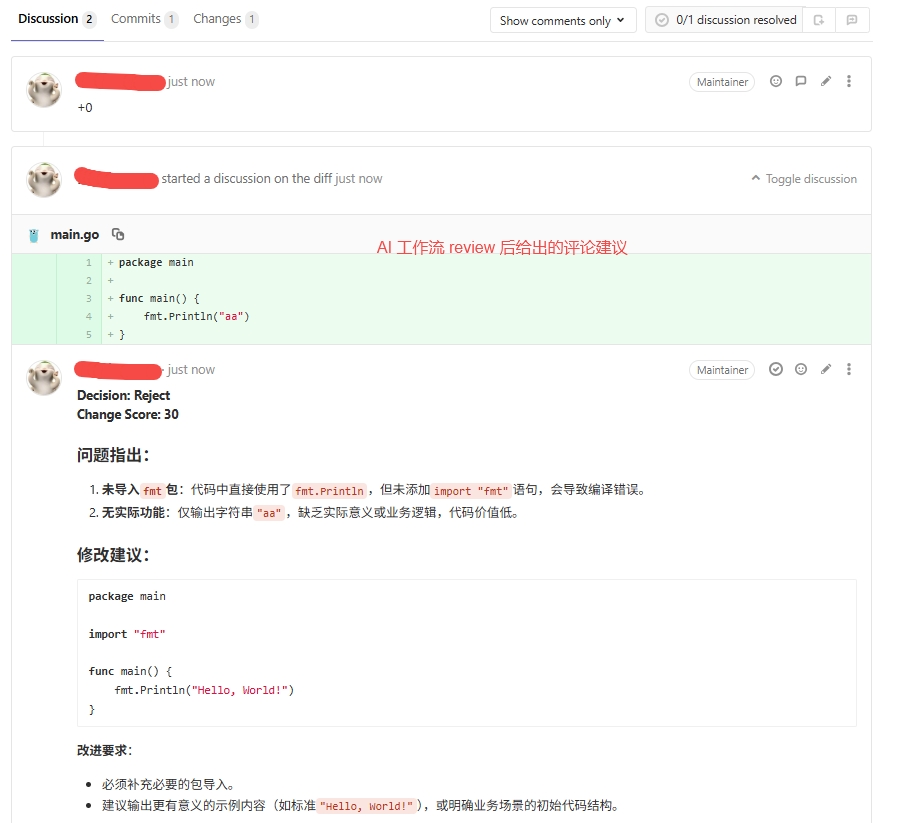 Discussion 2 Commits 1 Changes 1 Show comments only 0/1 discussion resolved
just now Maintainer
+0
started a discussion on the diff just now Toggle discussion
main.go
AI 工作流 review 后给出的评论建议
1 + package main
2 +
3 + func main() {
4 + fmt.Println("aa")
5 + }
just now Maintainer
Decision: Reject
Change Score: 30
问题指出：
1. 未导入 fmt 包：代码中直接使用了 fmt.Println，但未添加 import "fmt" 语句，会导致编译错误。
2. 无实际功能：仅输出字符串 "aa"，缺乏实际意义或业务逻辑，代码价值低。
修改建议：
package main
import "fmt"
func main() {
fmt.Println("Hello, World!")
}
改进要求：
• 必须补充必要的包导入。
• 建议输出更有意义的示例内容（如标准 "Hello, World!"），或明确业务场景的初始代码结构。